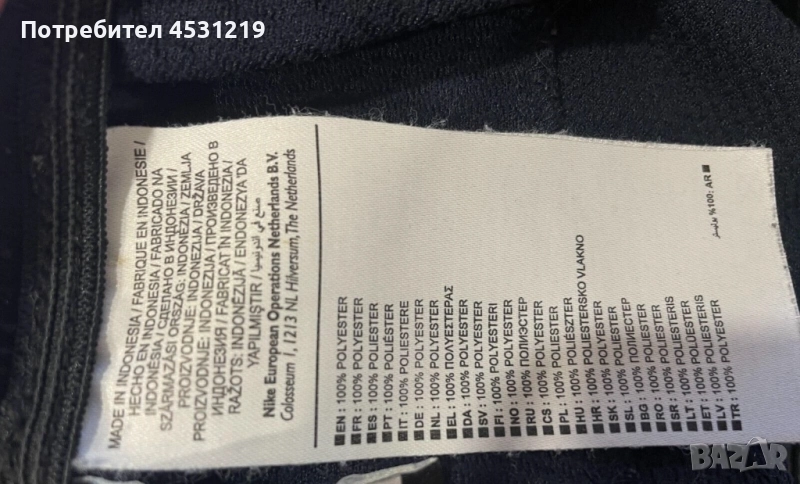 Потребител 4531219
MADE IN INDONESIA / FABRIQUE EN INDONESIE /
HECHO EN INDONESIA / FABRICADO NA
INDONÉSIA / СДЕЛАНО В ИНДОНЕЗИИ /
SZÁRMAZÁSI ORSZÁG: INDONÉZIA / ZEMLJA
PROIZVODNJE: INDONEZIJA / DRŽAVA
PROIZVODNJE: INDONEZIJA / ПРОИЗВЕДЕНО В
ИНДОНЕЗИЯ / FABRICAT ÎN INDONEZIA /
RAŽOTS: INDONĒZIJĀ / ENDONEZYA 'DA
YAPILMIŞTIR / صنع في اندونيسيا
Nike European Operations Netherlands B.V.
Colosseum 1, 1213 NL Hilversum, The Netherlands
EN : 100% POLYESTER
FR : 100% POLYESTER
ES : 100% POLIÉSTER
PT : 100% POLIÉSTER
IT : 100% POLIESTERE
DE : 100% POLYESTER
NL : 100% POLYESTER
EL : 100% ΠΟΛΥΕΣΤΕΡΑΣ
DA : 100% POLYESTER
SV : 100% POLYESTER
FI : 100% POLYESTERI
NO : 100% POLYESTER
RU : 100% ПОЛИЭСТЕР
CS : 100% POLYESTER
PL : 100% POLIESTER
HU : 100% POLIÉSZTER
HR : 100% POLIESTERSKO VLAKNO
SK : 100% POLYESTER
SL : 100% POLIESTER
BG : 100% ПОЛИЕСТЕР
RO : 100% POLIESTER
SR : 100% POLIESTER
LT : 100% POLIESTERIS
ET : 100% POLÜESTER
LV : 100% POLIESTERIS
TR : 100% POLYESTER
AR : 100% بوليستر
BAZAR